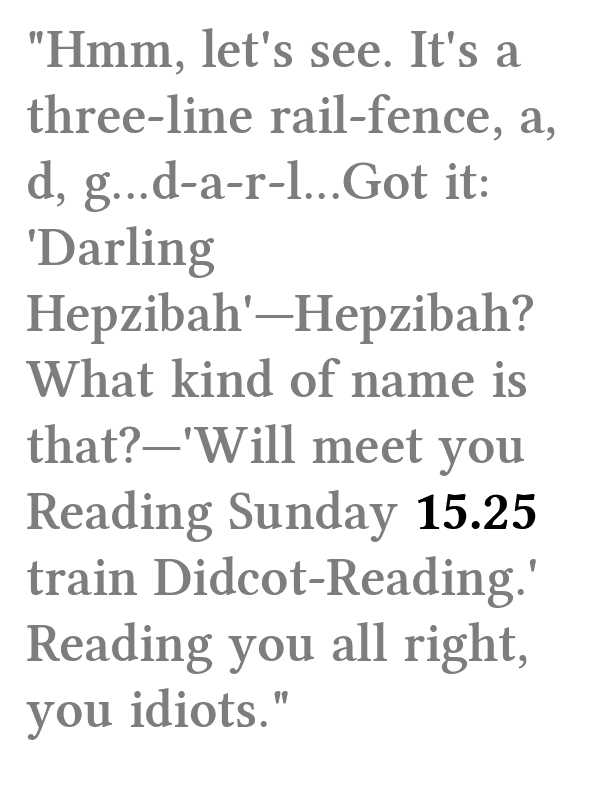 "Hmm, let's see. It's a
three-line rail-fence, a,
d, g...d-a-r-l...Got it:
'Darling
Hepzibah'—Hepzibah?
What kind of name is
that?—'Will meet you
Reading Sunday 15.25
train Didcot-Reading.'
Reading you all right,
you idiots."